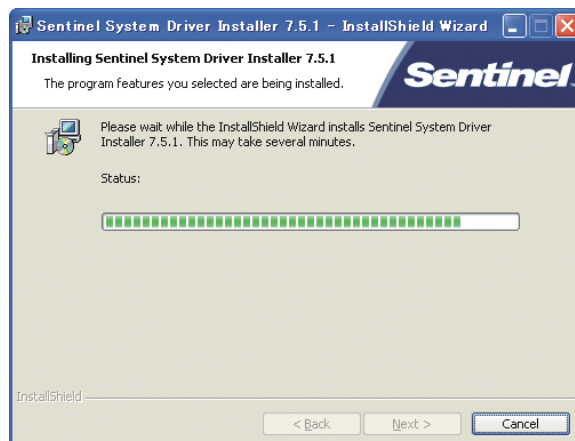 Sentinel System Driver Installer 7.5.1 - InstallShield Wizard
Installing Sentinel System Driver Installer 7.5.1
The program features you selected are being installed.
Sentinel.
Please wait while the InstallShield Wizard installs Sentinel System Driver
Installer 7.5.1. This may take several minutes.
Status:
InstallShield
< Back
Next >
Cancel